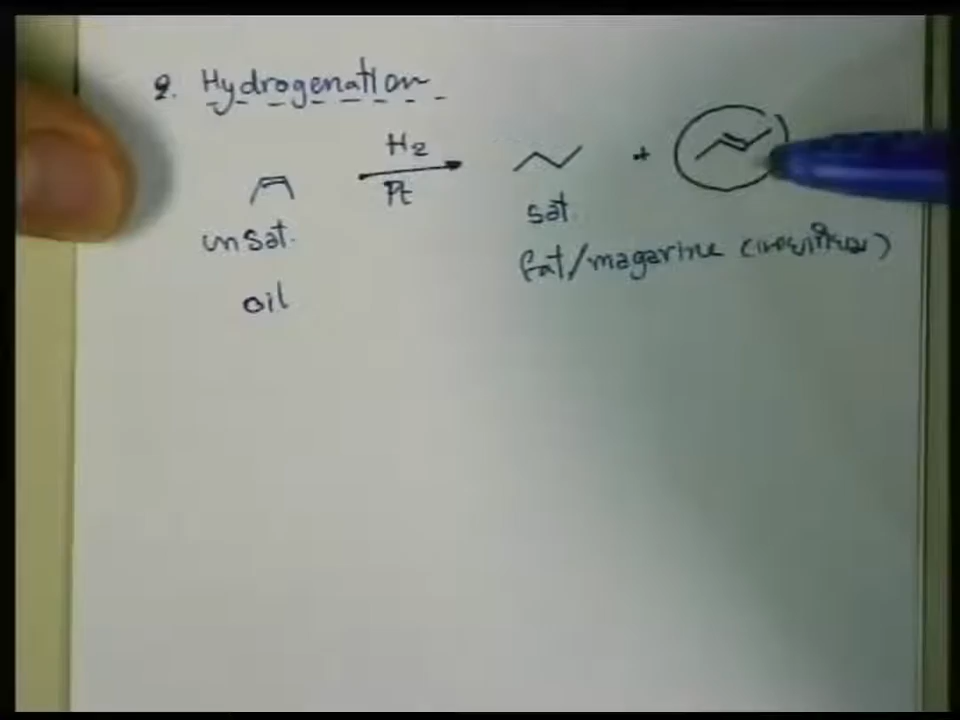 2. Hydrogenation
H2
Pt
+
unsat.
sat.
oil
fat/magarine